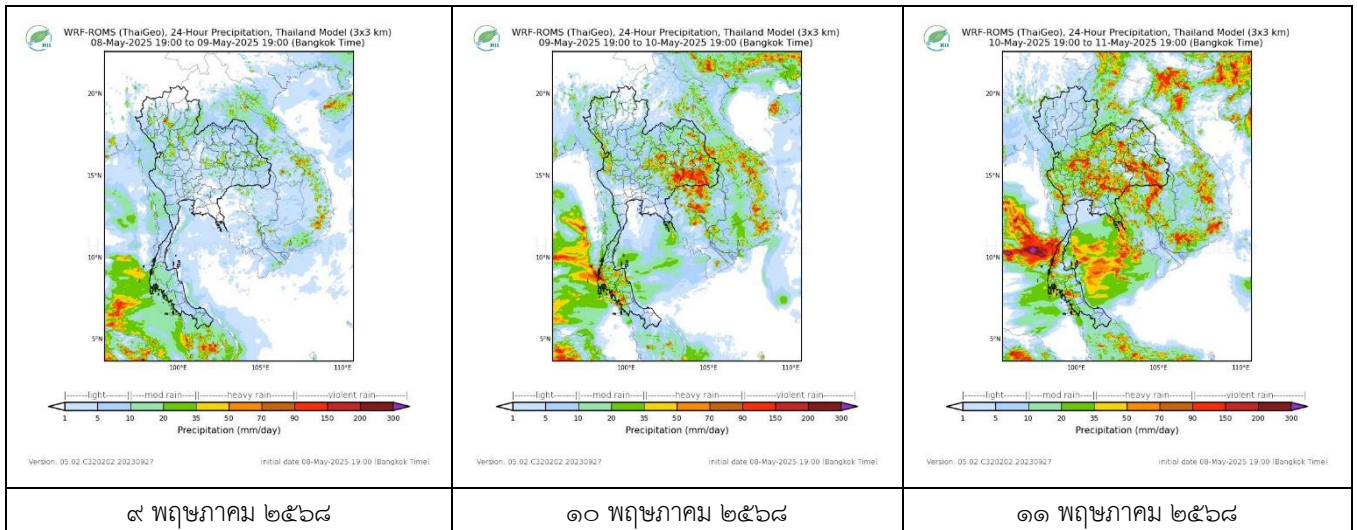 HII
WRF-ROMS (ThaiGeo), 24-Hour Precipitation, Thailand Model (3x3 km)
08-May-2025 19:00 to 09-May-2025 19:00 (Bangkok Time)
20°N
15°N
10°N
5°N
100°E 105°E 110°E
|------light------||---mod rain---||------heavy rain------||------violent rain------|
1 5 10 20 35 50 70 90 150 200 300
Precipitation (mm/day)
Version: 05.02.C320202.20230927 initial date 08-May-2025 19:00 (Bangkok Time)
๙ พฤษภาคม ๒๕๖๘
HII
WRF-ROMS (ThaiGeo), 24-Hour Precipitation, Thailand Model (3x3 km)
09-May-2025 19:00 to 10-May-2025 19:00 (Bangkok Time)
20°N
15°N
10°N
5°N
100°E 105°E 110°E
|------light------||---mod rain---||------heavy rain------||------violent rain------|
1 5 10 20 35 50 70 90 150 200 300
Precipitation (mm/day)
Version: 05.02.C320202.20230927 initial date 08-May-2025 19:00 (Bangkok Time)
๑๐ พฤษภาคม ๒๕๖๘
HII
WRF-ROMS (ThaiGeo), 24-Hour Precipitation, Thailand Model (3x3 km)
10-May-2025 19:00 to 11-May-2025 19:00 (Bangkok Time)
20°N
15°N
10°N
5°N
100°E 105°E 110°E
|------light------||---mod rain---||------heavy rain------||------violent rain------|
1 5 10 20 35 50 70 90 150 200 300
Precipitation (mm/day)
Version: 05.02.C320202.20230927 initial date 08-May-2025 19:00 (Bangkok Time)
๑๑ พฤษภาคม ๒๕๖๘